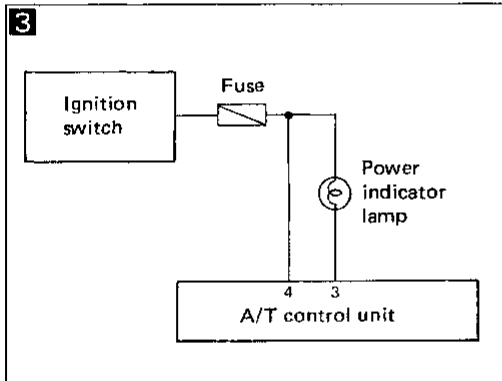 3
Fuse
Ignition
switch
Power
indicator
lamp
4 3
A/T control unit